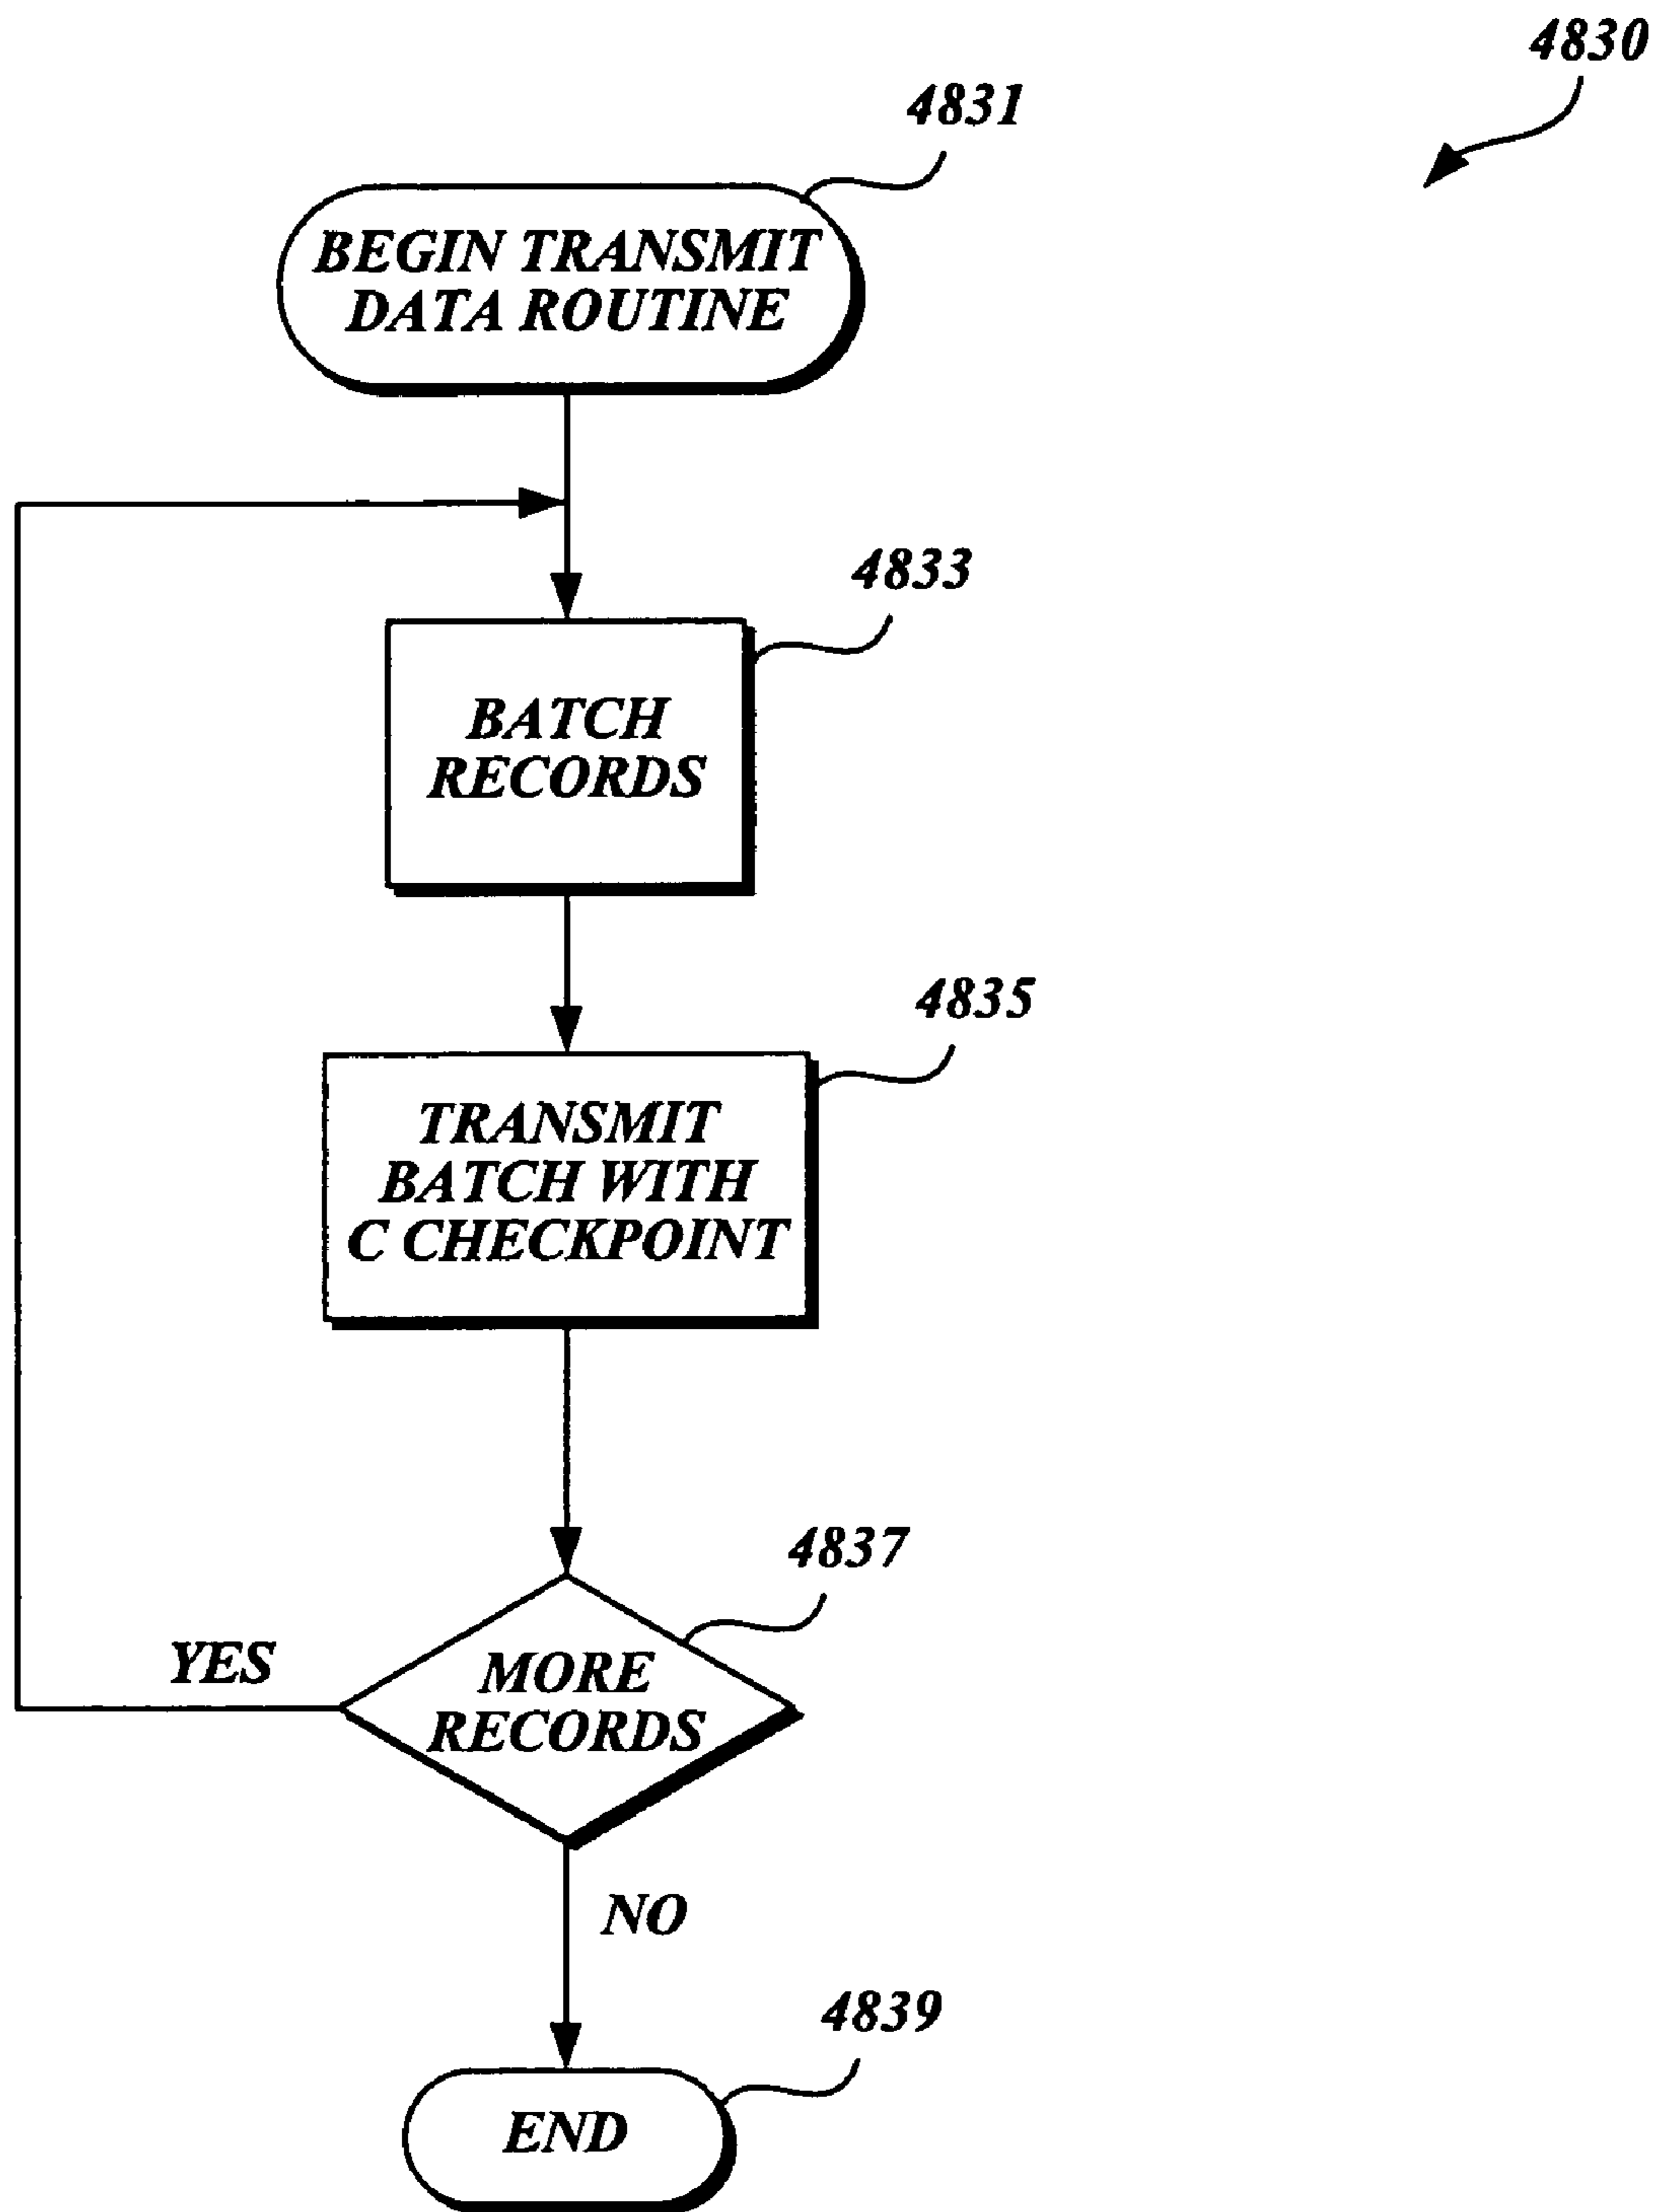 4830
4831
BEGIN TRANSMIT
DATA ROUTINE
4833
BATCH
RECORDS
4835
TRANSMIT
BATCH WITH
C CHECKPOINT
4837
YES
MORE
RECORDS
NO
4839
END